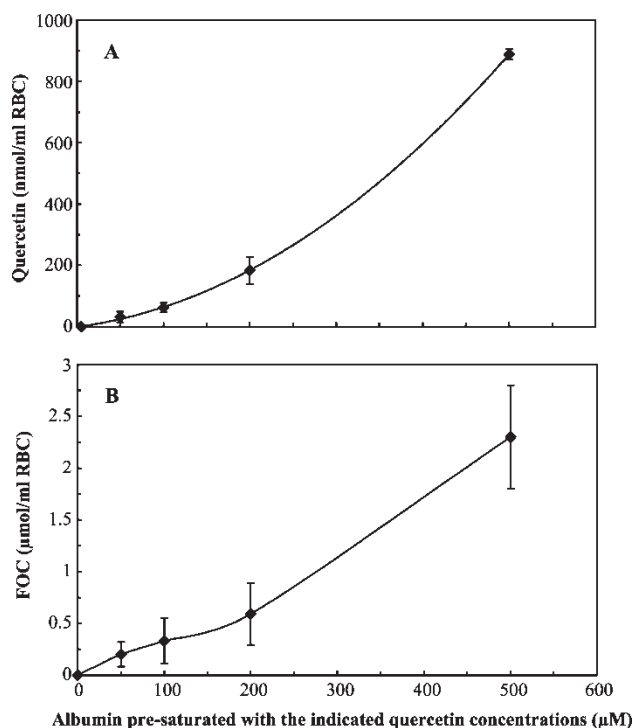 A
Quercetin (nmol/ml RBC)
1000
800
600
400
200
0
B
FOC (µmol/ml RBC)
3
2.5
2
1.5
1
0.5
0
0 100 200 300 400 500 600
Albumin pre-saturated with the indicated quercetin concentrations (µM)